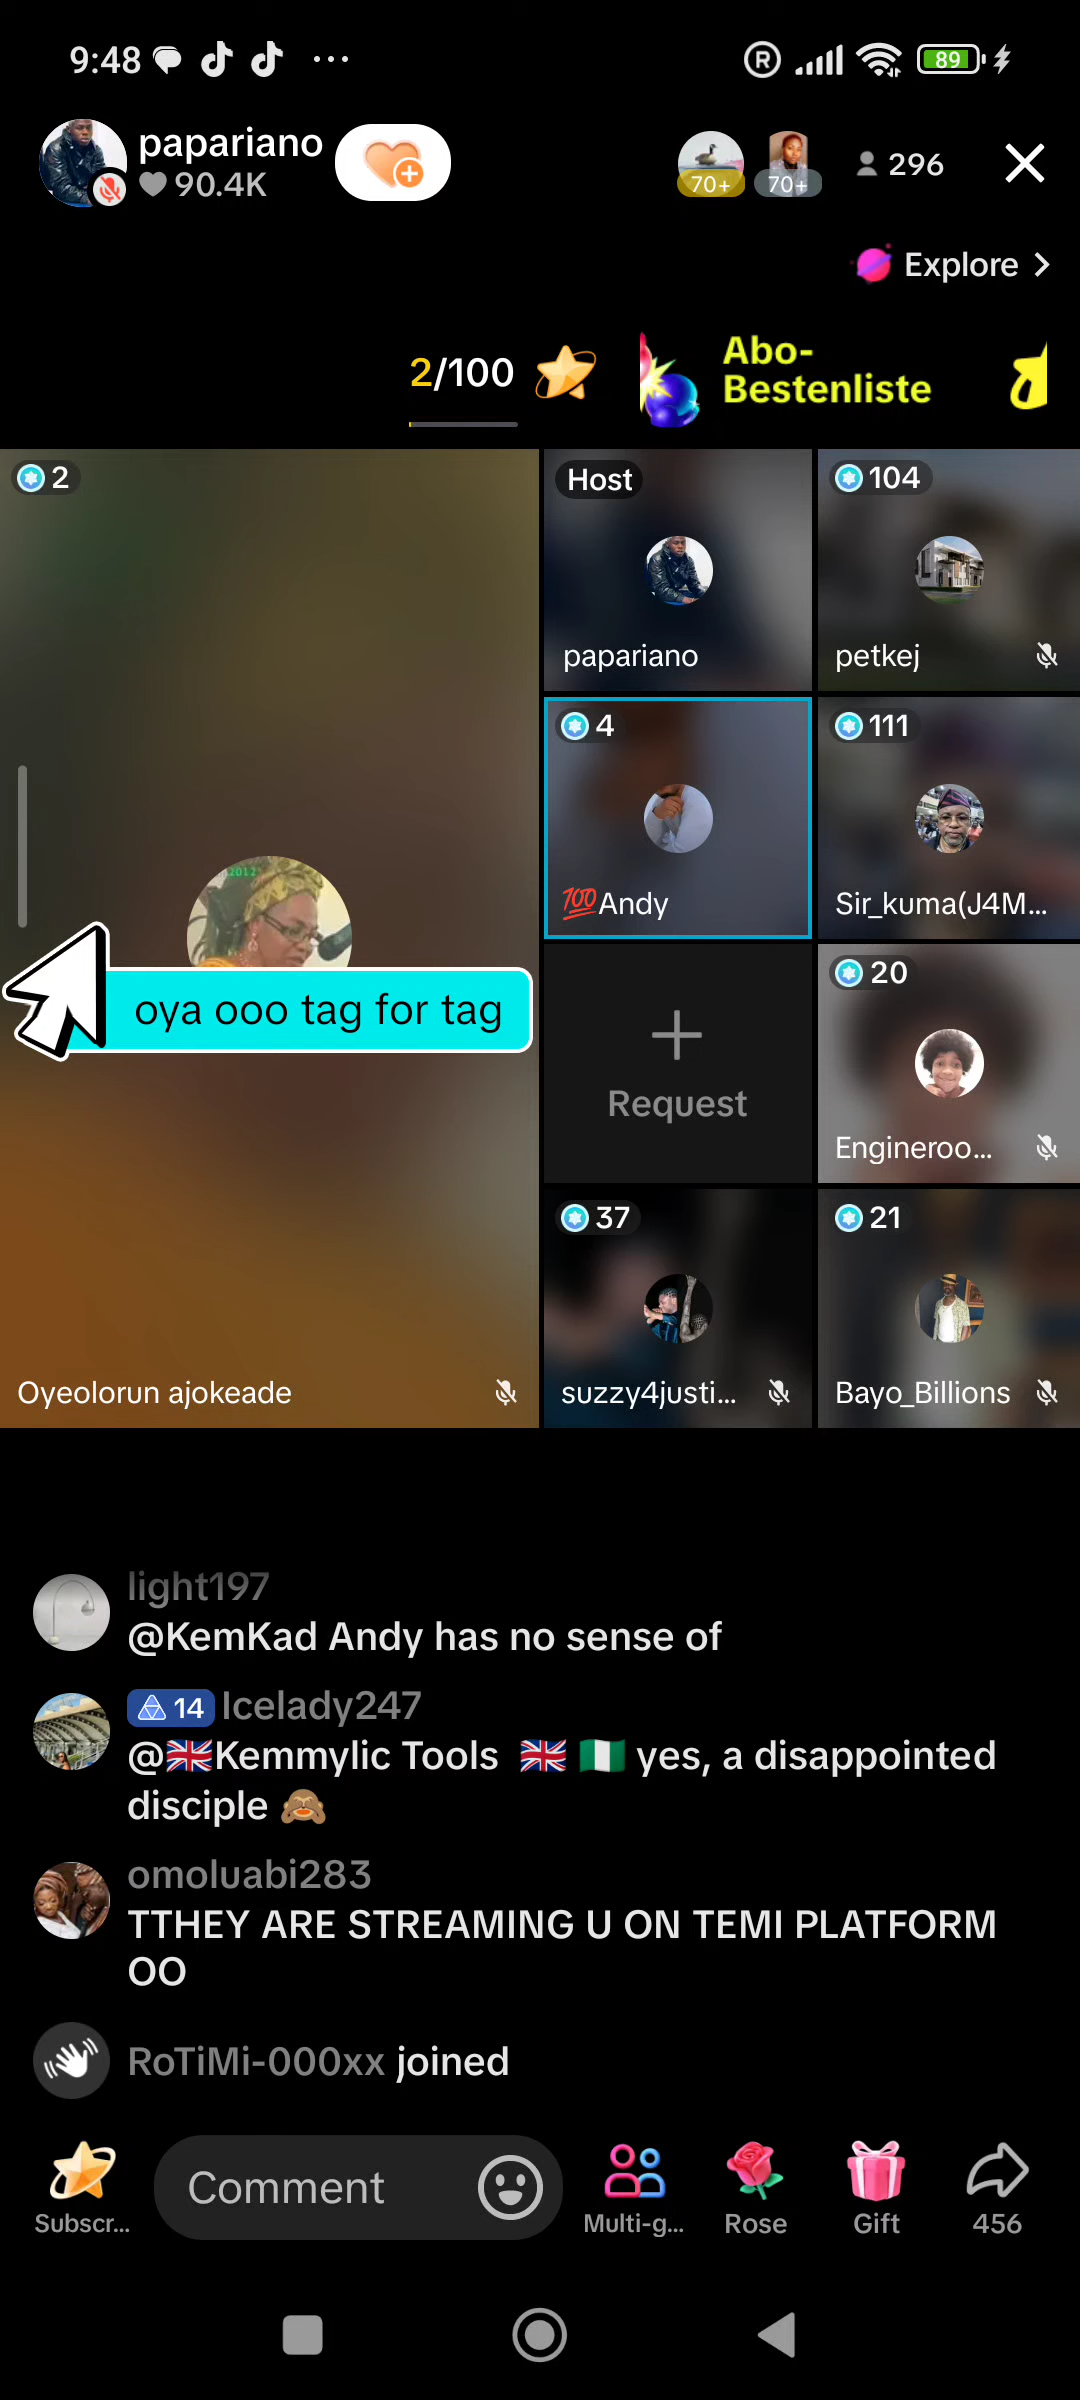 9:48
89
papariano
90.4K
70+
70+
296
Explore
2/100
Abo-
Bestenliste
2
Host
papariano
104
petkej
4
💯Andy
111
Sir_kuma(J4M...
2012
oya ooo tag for tag
Request
20
Engineroo...
Oyeolorun ajokeade
37
suzzy4justi...
21
Bayo_Billions
light197
@KemKad Andy has no sense of
14 Icelady247
@🇬🇧Kemmylic Tools 🇬🇧 🇳🇬 yes, a disappointed
disciple 🙈
omoluabi283
TTHEY ARE STREAMING U ON TEMI PLATFORM
OO
RoTiMi-000xx joined
Subscr...
Comment
Multi-g...
Rose
Gift
456